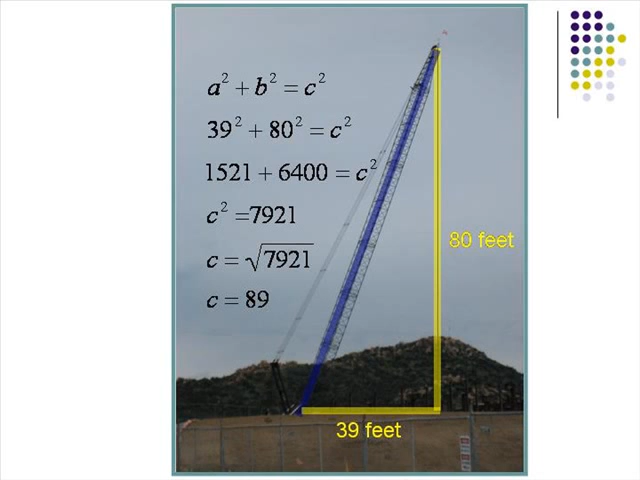 a² + b² = c²
39² + 80² = c²
1521 + 6400 = c²
c² =7921
c = √7921
c = 89
80 feet
39 feet